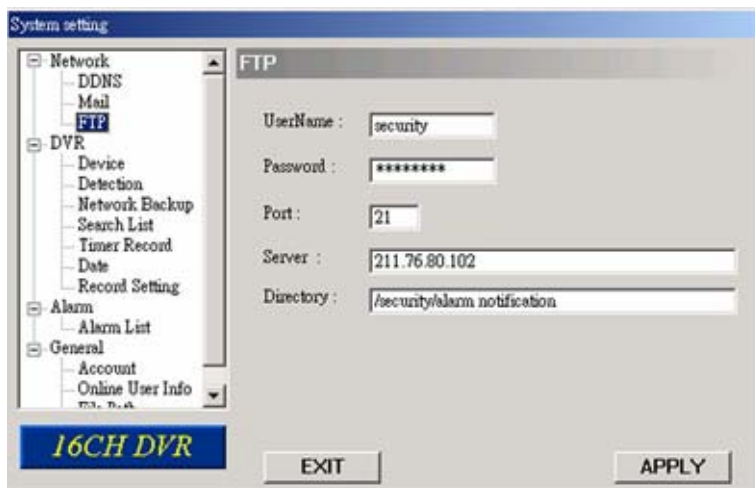 System setting
Network
DDNS
Mail
FTP
DVR
Device
Detection
Network Backup
Search List
Timer Record
Date
Record Setting
Alarm
Alarm List
General
Account
Online User Info
File Path
16CH DVR
FTP
UserName : security
Password : ********
Port : 21
Server : 211.76.80.102
Directory : /security/alarm notification
EXIT
APPLY